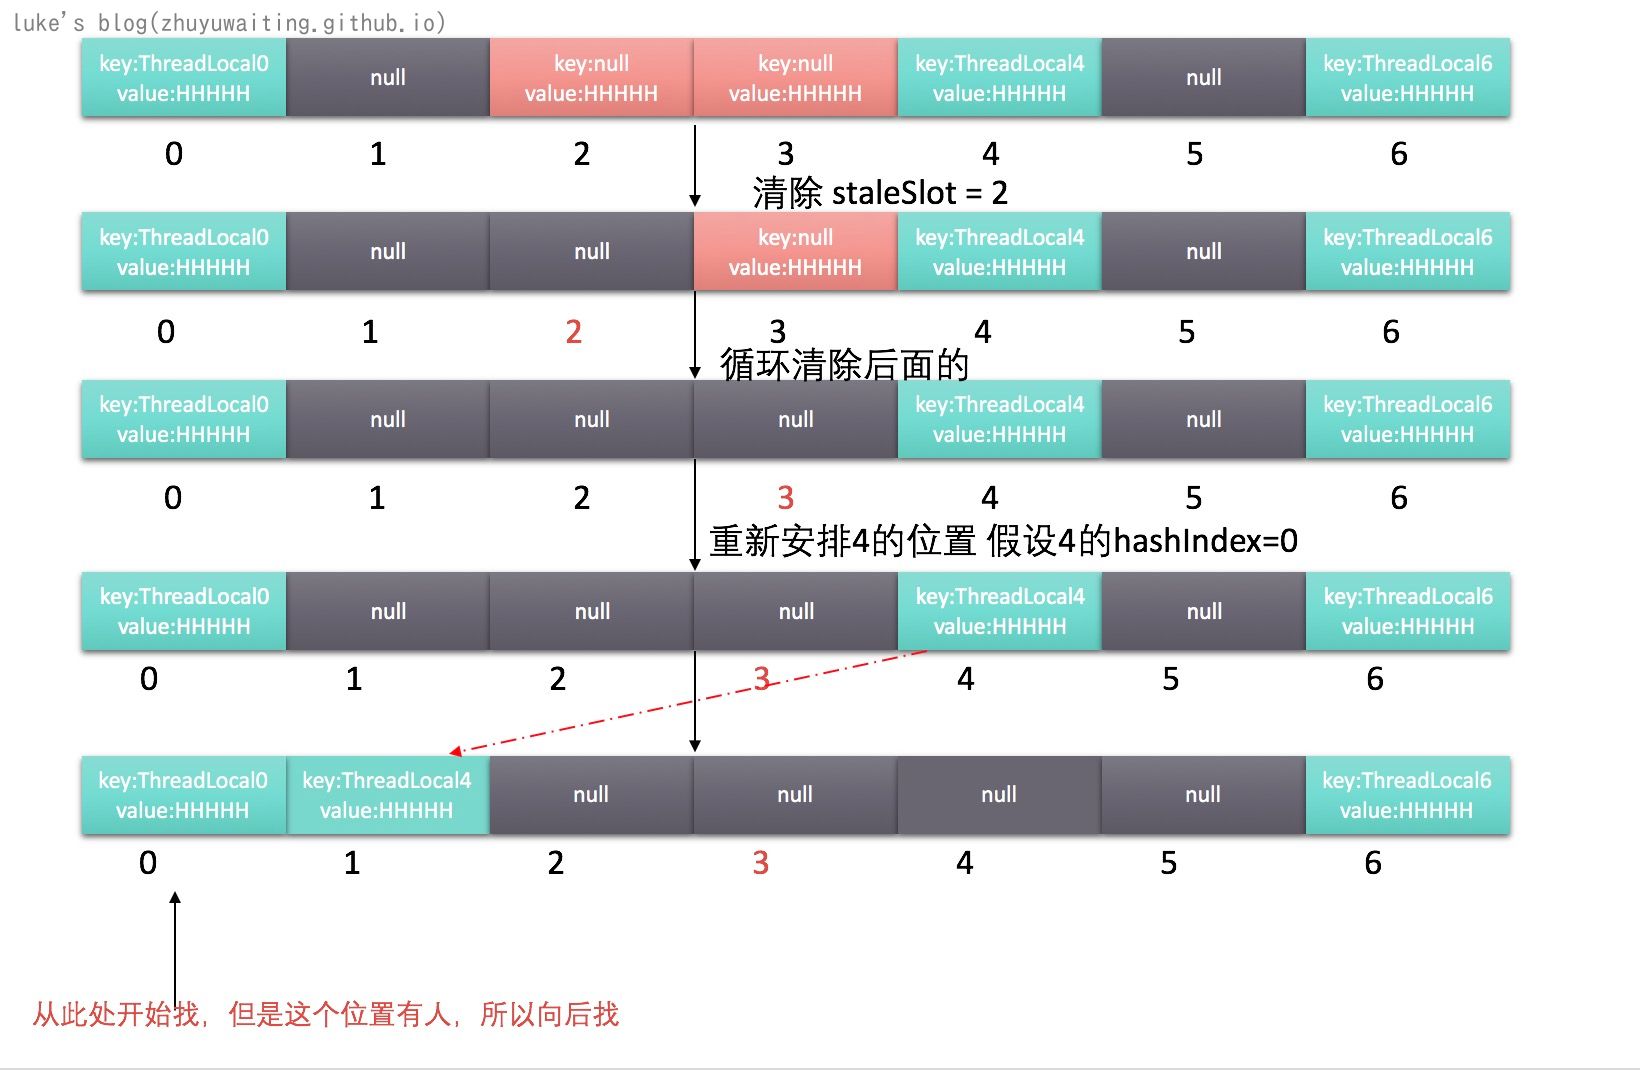 luke's blog(zhuyuwaiting.github.io)
key:ThreadLocal0 null key:null key:null key:ThreadLocal4 null key:ThreadLocal6
value:HHHHH value:HHHHH value:HHHHH value:HHHHH value:HHHHH
0 1 2 3 4 5 6
清除 staleSlot = 2
key:ThreadLocal0 null null key:null key:ThreadLocal4 null key:ThreadLocal6
value:HHHHH value:HHHHH value:HHHHH value:HHHHH
0 1 2 3 4 5 6
循环清除后面的
key:ThreadLocal0 null null null key:ThreadLocal4 null key:ThreadLocal6
value:HHHHH value:HHHHH value:HHHHH
0 1 2 3 4 5 6
重新安排4的位置 假设4的hashIndex=0
key:ThreadLocal0 null null null key:ThreadLocal4 null key:ThreadLocal6
value:HHHHH value:HHHHH value:HHHHH
0 1 2 3 4 5 6
key:ThreadLocal0 key:ThreadLocal4 null null null null key:ThreadLocal6
value:HHHHH value:HHHHH value:HHHHH
0 1 2 3 4 5 6
从此处开始找，但是这个位置有人，所以向后找